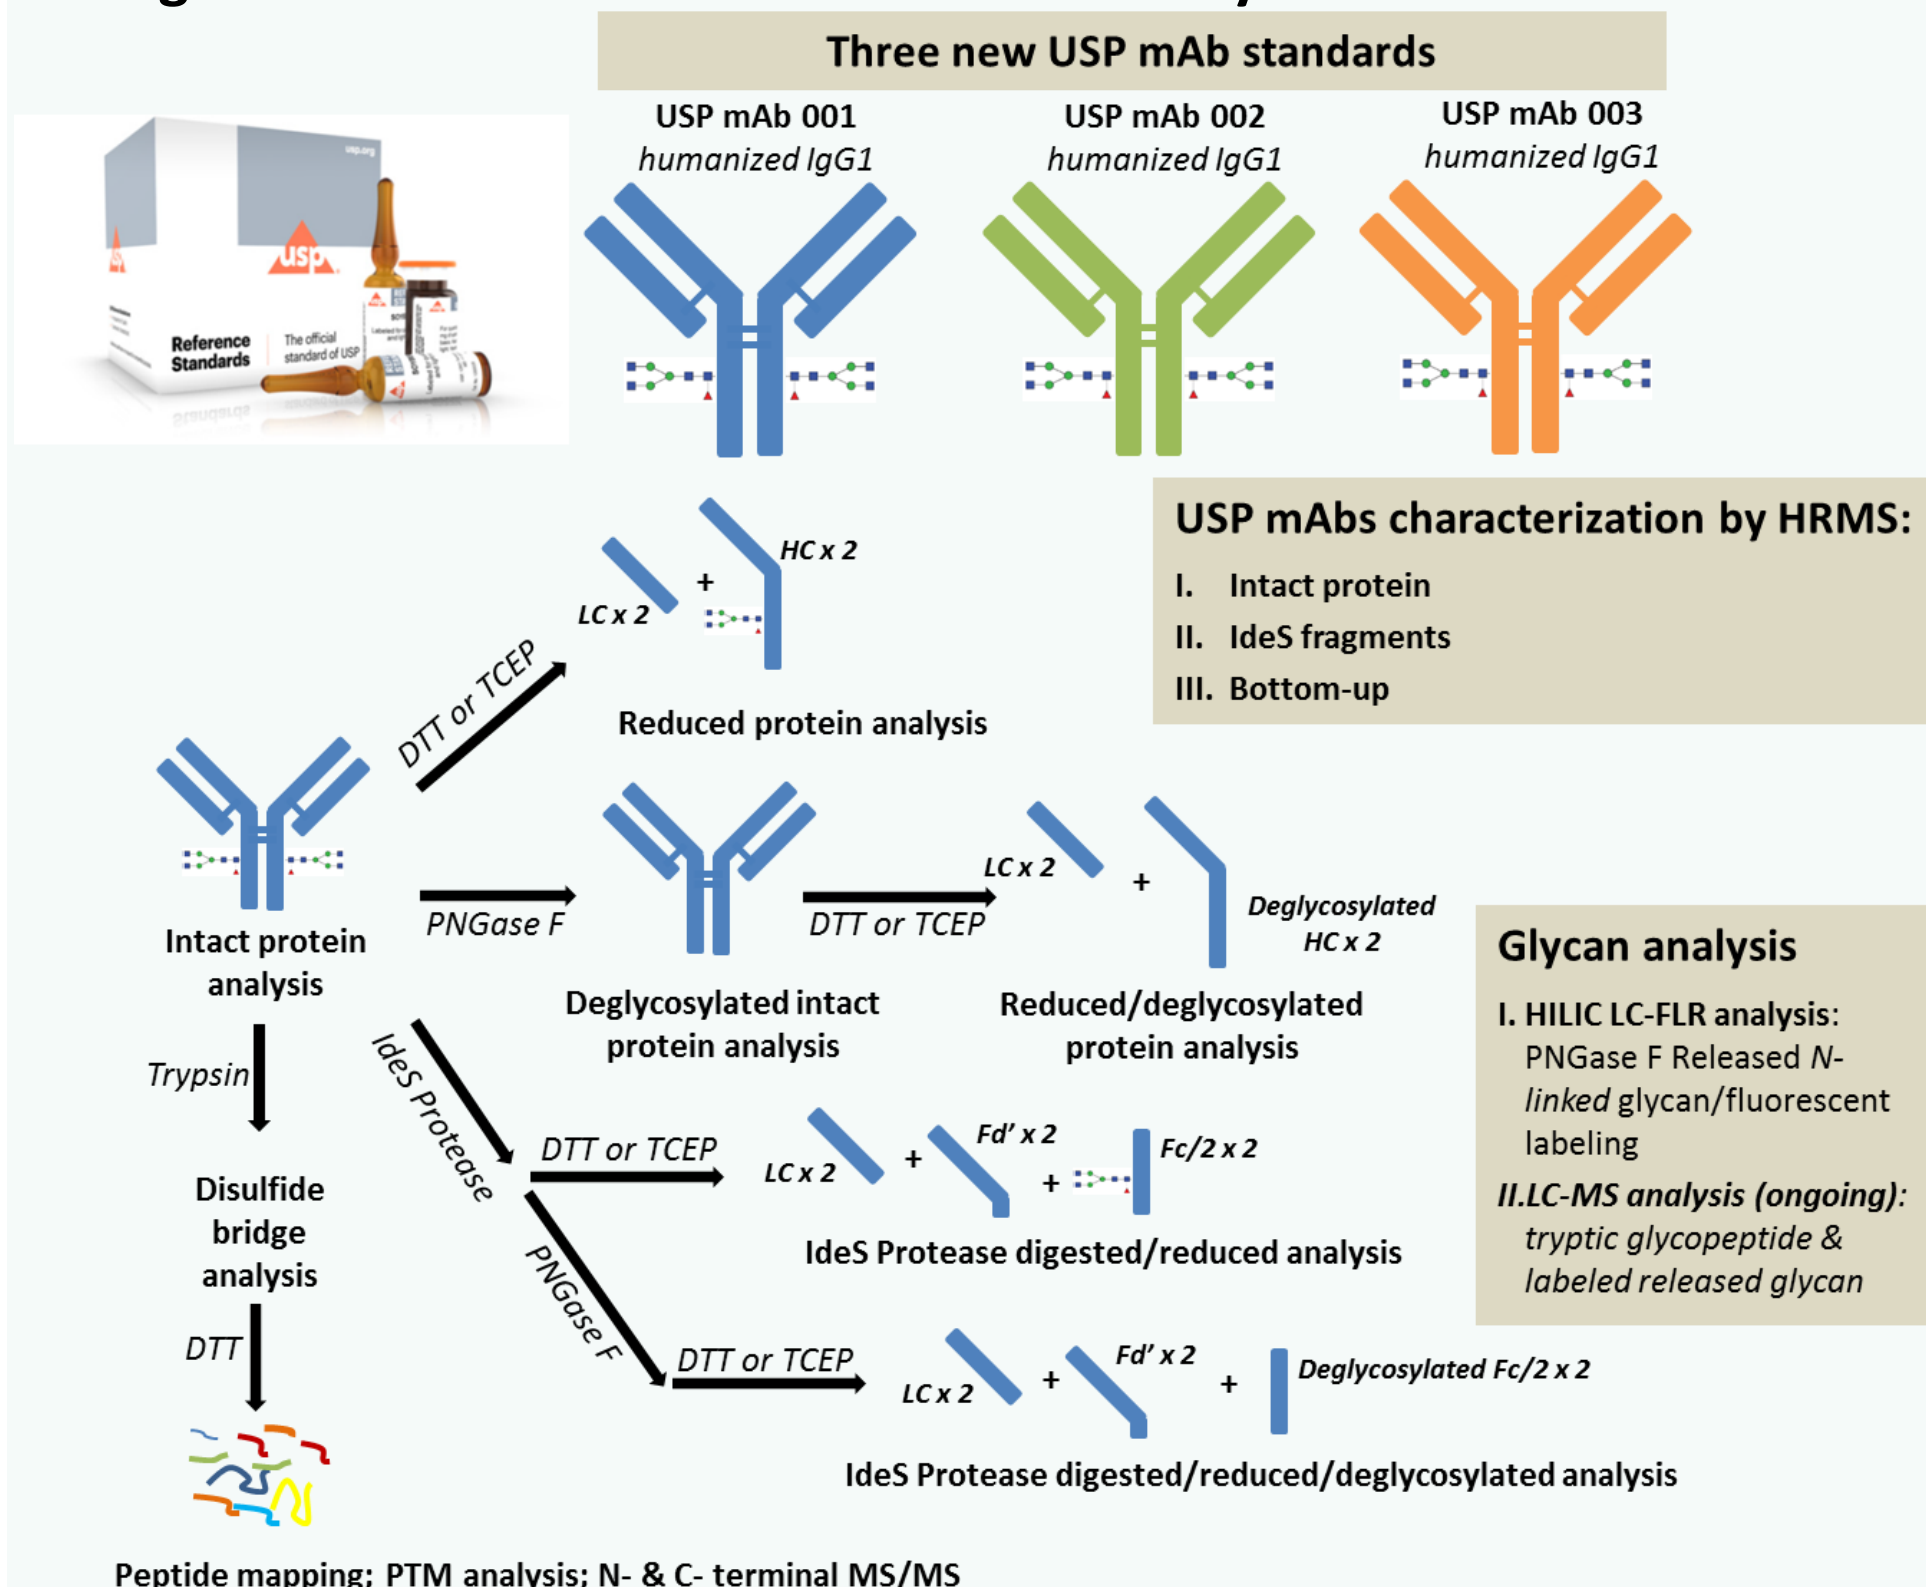 Three new USP mAb standards
USP mAb 001
humanized IgG1
USP mAb 002
humanized IgG1
USP mAb 003
humanized IgG1
usp.org
usp
Reference
Standards
The official
standard of USP
USP mAbs characterization by HRMS:
I. Intact protein
II. IdeS fragments
III. Bottom-up
LC x 2
+
HC x 2
DTT or TCEP
Reduced protein analysis
Intact protein
analysis
PNGase F
Deglycosylated intact
protein analysis
DTT or TCEP
LC x 2
+
Deglycosylated
HC x 2
Reduced/deglycosylated
protein analysis
Glycan analysis
I. HILIC LC-FLR analysis:
PNGase F Released N-
linked glycan/fluorescent
labeling
II.LC-MS analysis (ongoing):
tryptic glycopeptide &
labeled released glycan
Trypsin
Disulfide
bridge
analysis
DTT
IdeS Protease
DTT or TCEP
LC x 2
+
Fd’ x 2
+
Fc/2 x 2
IdeS Protease digested/reduced analysis
PNGase F
DTT or TCEP
LC x 2
+
Fd’ x 2
+
Deglycosylated Fc/2 x 2
IdeS Protease digested/reduced/deglycosylated analysis
Peptide mapping; PTM analysis; N- & C- terminal MS/MS